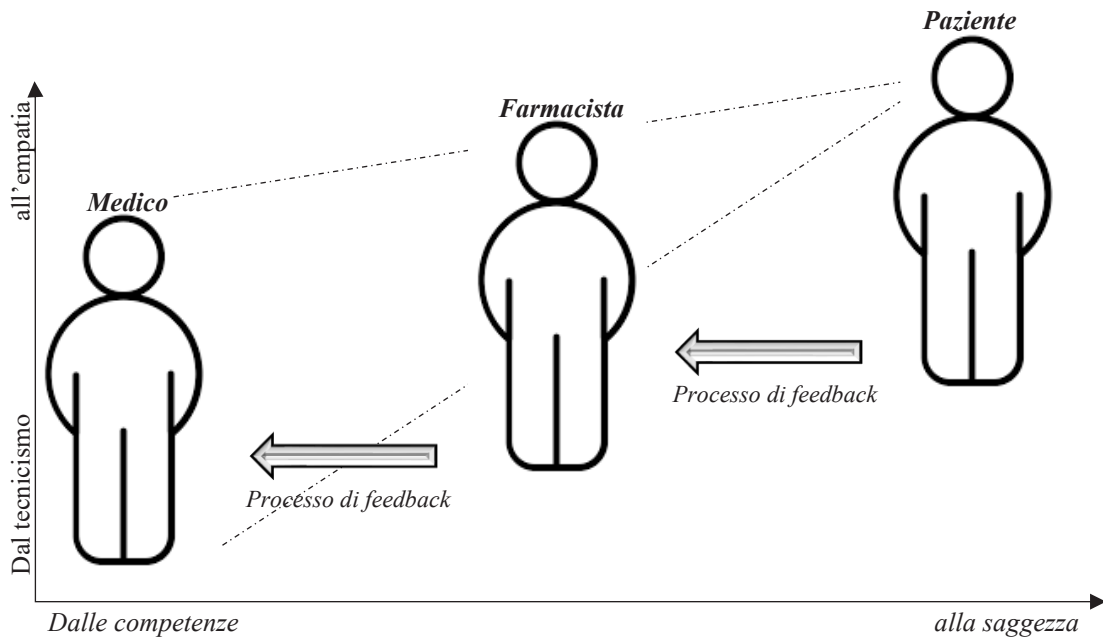 Paziente
Farmacista
Medico
all'empatia
Dal tecnicismo
Processo di feedback
Processo di feedback
Dalle competenze
alla saggezza